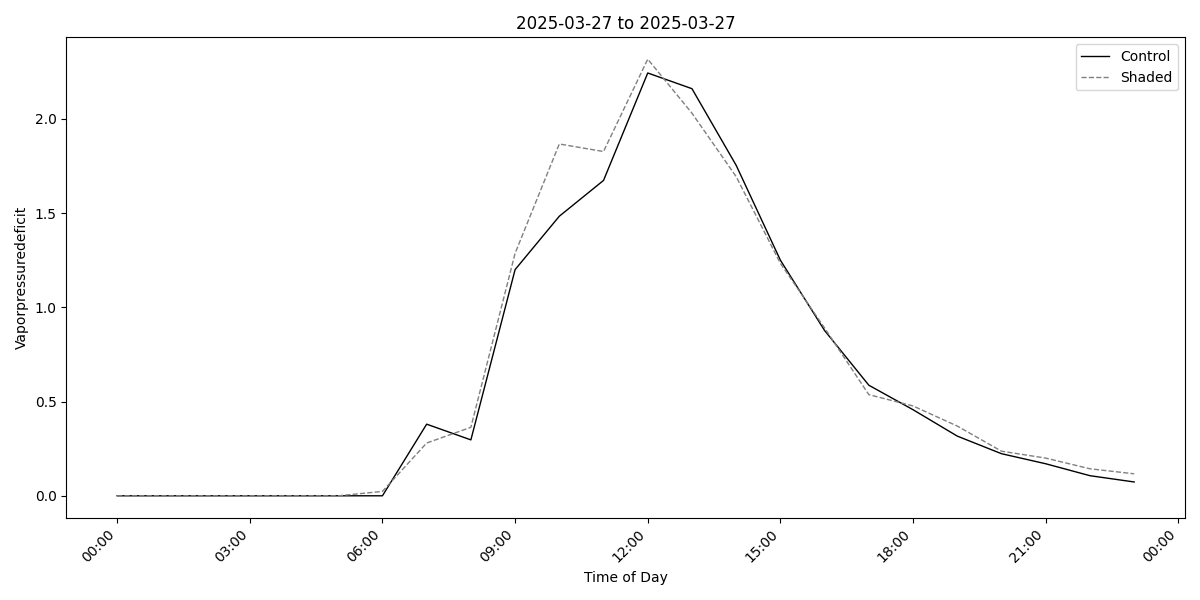 2025-03-27 to 2025-03-27
Control
Shaded
Vaporpressuredeficit
2.0
1.5
1.0
0.5
0.0
00:00
03:00
06:00
09:00
12:00
15:00
18:00
21:00
00:00
Time of Day